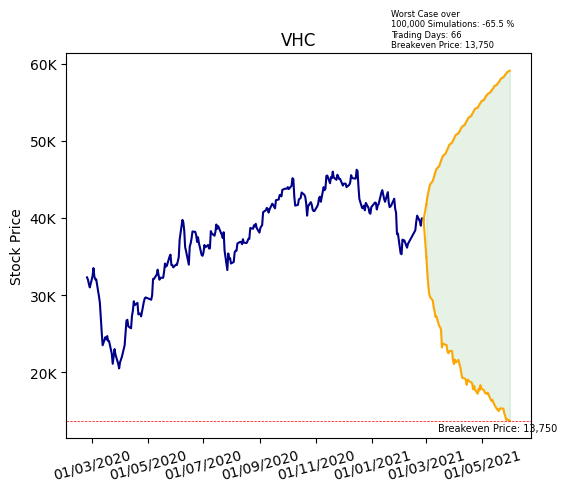 Worst Case over
100,000 Simulations: -65.5 %
Trading Days: 66
Breakeven Price: 13,750
VHC
60K
50K
40K
30K
20K
Stock Price
Breakeven Price: 13,750
01/03/2020
01/05/2020
01/07/2020
01/09/2020
01/11/2020
01/01/2021
01/03/2021
01/05/2021